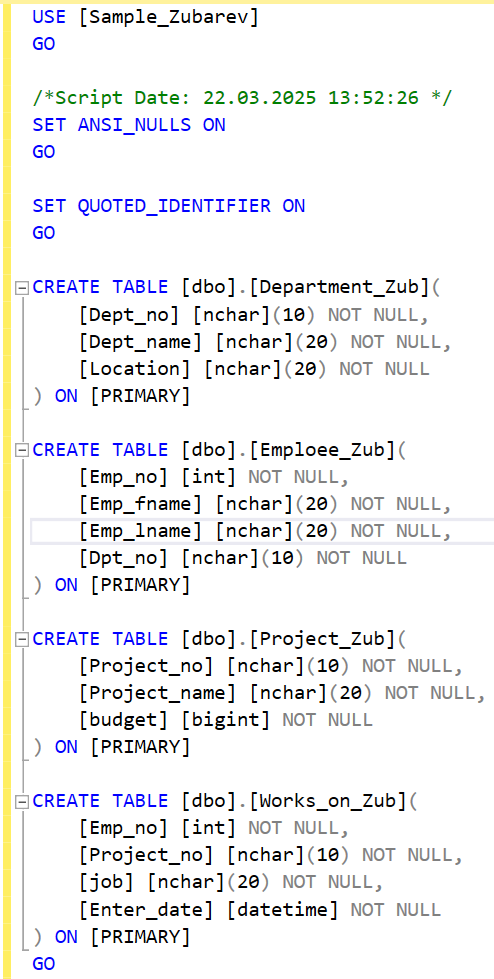 USE [Sample_Zubarev]
GO
/*Script Date: 22.03.2025 13:52:26 */
SET ANSI_NULLS ON
GO
SET QUOTED_IDENTIFIER ON
GO
CREATE TABLE [dbo].[Department_Zub](
[Dept_no] [nchar](10) NOT NULL,
[Dept_name] [nchar](20) NOT NULL,
[Location] [nchar](20) NOT NULL
) ON [PRIMARY]
CREATE TABLE [dbo].[Emploee_Zub](
[Emp_no] [int] NOT NULL,
[Emp_fname] [nchar](20) NOT NULL,
[Emp_lname] [nchar](20) NOT NULL,
[Dpt_no] [nchar](10) NOT NULL
) ON [PRIMARY]
CREATE TABLE [dbo].[Project_Zub](
[Project_no] [nchar](10) NOT NULL,
[Project_name] [nchar](20) NOT NULL,
[budget] [bigint] NOT NULL
) ON [PRIMARY]
CREATE TABLE [dbo].[Works_on_Zub](
[Emp_no] [int] NOT NULL,
[Project_no] [nchar](10) NOT NULL,
[job] [nchar](20) NOT NULL,
[Enter_date] [datetime] NOT NULL
) ON [PRIMARY]
GO